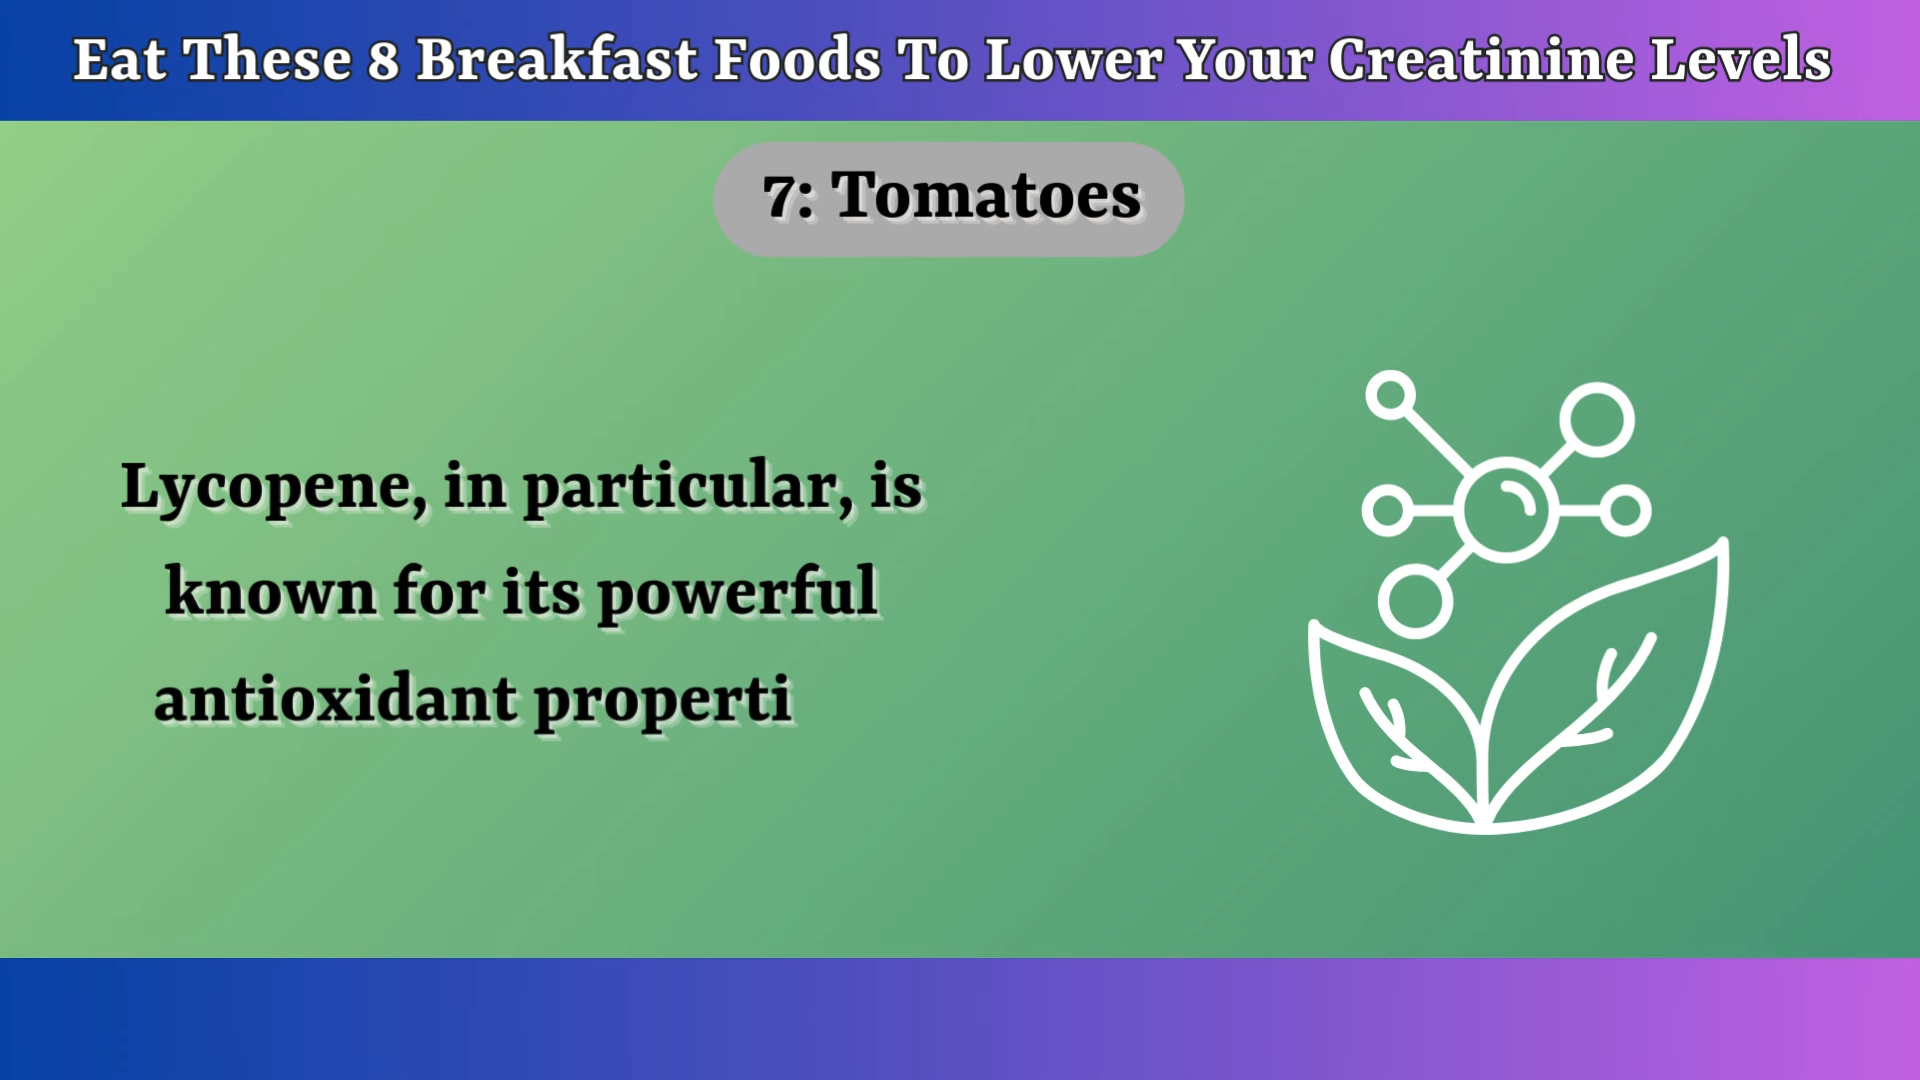 Eat These 8 Breakfast Foods To Lower Your Creatinine Levels
7: Tomatoes
Lycopene, in particular, is
known for its powerful
antioxidant properti